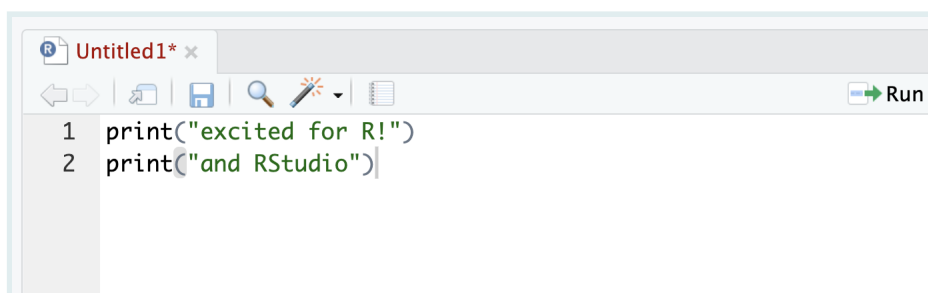 R Untitled1*
Run
1 print("excited for R!")
2 print("and RStudio")